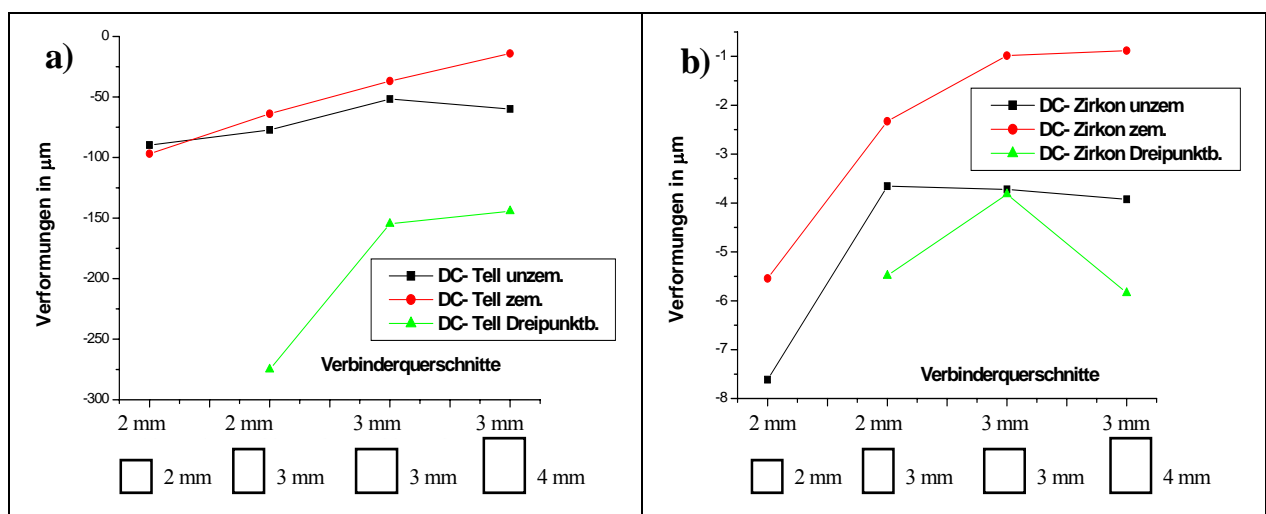 a)
0
-50
-100
-150
-200
-250
-300
Verformungen in µm
DC- Tell unzem.
DC- Tell zem.
DC- Tell Dreipunktb.
Verbinderquerschnitte
2 mm 2 mm 3 mm 3 mm
2 mm 3 mm 3 mm 4 mm
b)
-1
-2
-3
-4
-5
-6
-7
-8
Verformungen in µm
DC- Zirkon unzem
DC- Zirkon zem.
DC- Zirkon Dreipunktb.
Verbinderquerschnitte
2 mm 2 mm 3 mm 3 mm
2 mm 3 mm 3 mm 4 mm